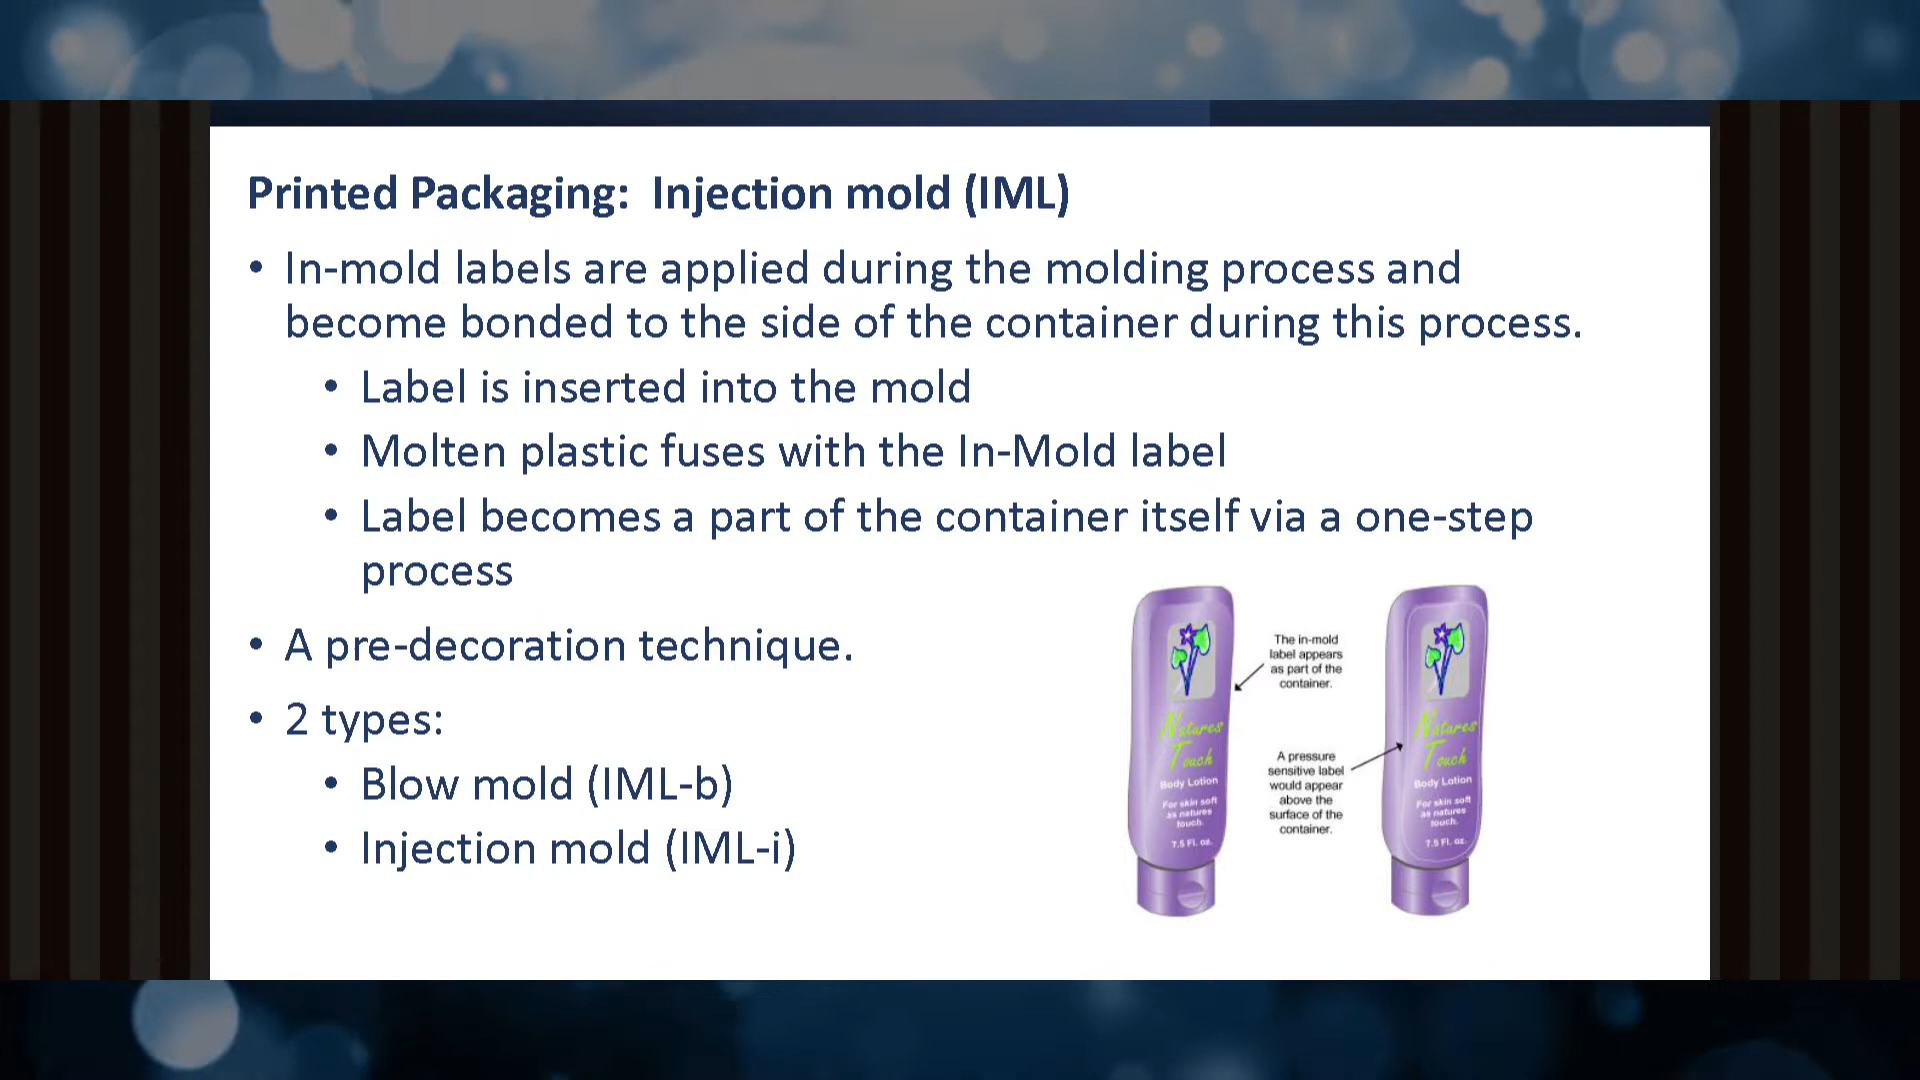 Printed Packaging:  Injection mold (IML)
• In-mold labels are applied during the molding process and
become bonded to the side of the container during this process.
• Label is inserted into the mold
• Molten plastic fuses with the In-Mold label
• Label becomes a part of the container itself via a one-step
process
• A pre-decoration technique.
• 2 types:
• Blow mold (IML-b)
• Injection mold (IML-i)
Natures
Touch
Body Lotion
For skin soft
as natures
touch.
7.5 Fl. oz.
The in-mold
label appears
as part of the
container.
A pressure
sensitive label
would appear
above the
surface of the
container.
Natures
Touch
Body Lotion
For skin soft
as natures
touch.
7.5 Fl. oz.